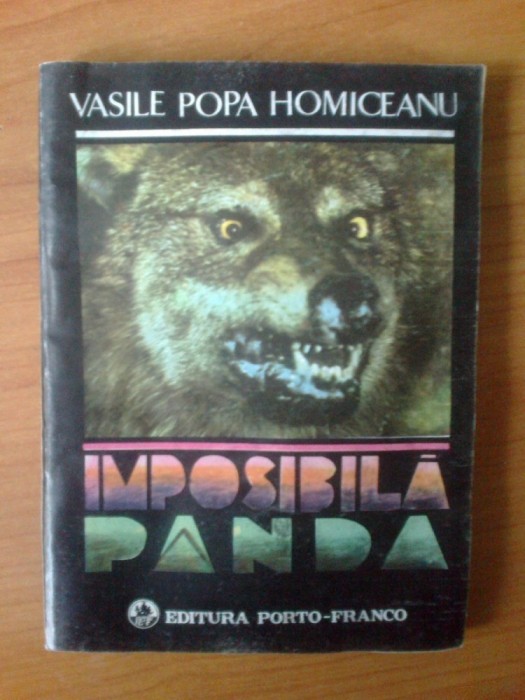 VASILE POPA HOMICEANU
IMPOSIBILĂ
PANDA
EDITURA PORTO-FRANCO